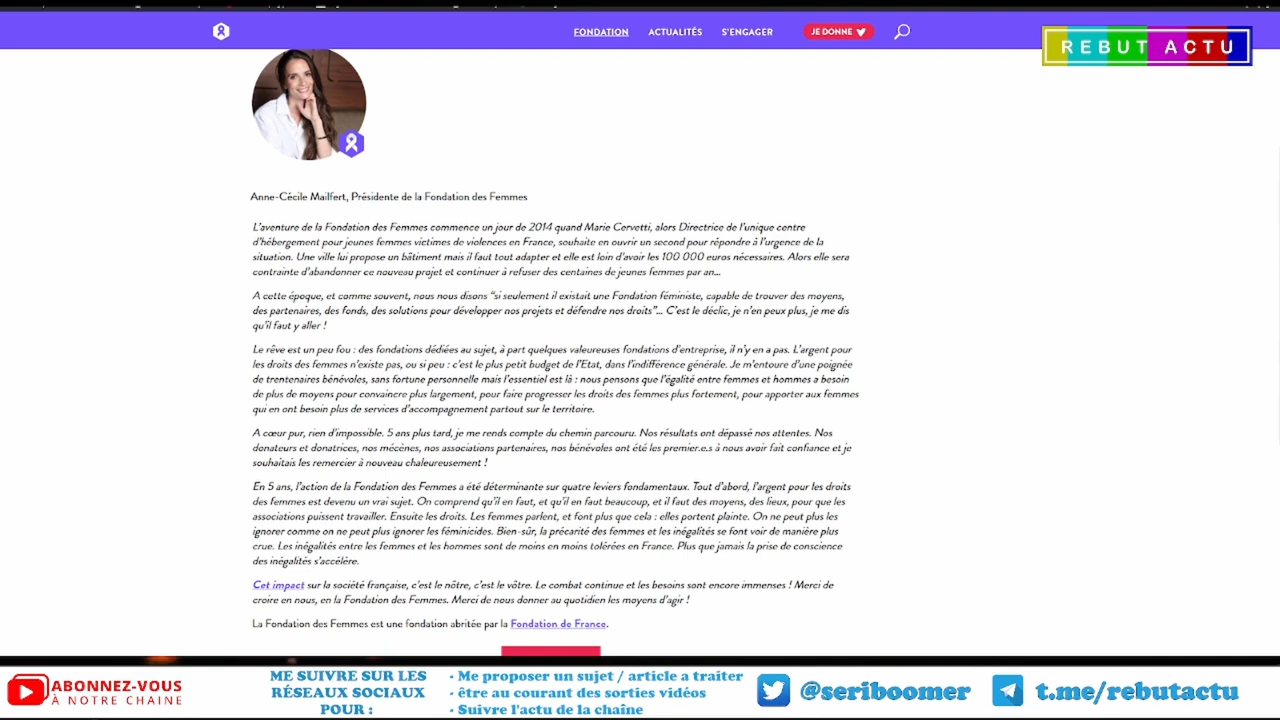 FONDATION ACTUALITÉS S'ENGAGER JE DONNE
REBUT ACTU
Anne-Cécile Mailfert, Présidente de la Fondation des Femmes
L'aventure de la Fondation des Femmes commence un jour de 2014 quand Marie Cervetti, alors Directrice de l'unique centre
d'hébergement pour jeunes femmes victimes de violences en France, souhaite en ouvrir un second pour répondre à l'urgence de la
situation. Une ville lui propose un bâtiment mais il faut tout adapter et elle est loin d'avoir les 100 000 euros nécessaires. Alors elle sera
contrainte d'abandonner ce nouveau projet et continuer à refuser des centaines de jeunes femmes par an...
A cette époque, et comme souvent, nous nous disons "si seulement il existait une Fondation féministe, capable de trouver des moyens,
des partenaires, des fonds, des solutions pour développer nos projets et défendre nos droits"... C'est le déclic, je n'en peux plus, je me dis
qu'il faut y aller !
Le rêve est un peu fou : des fondations dédiées au sujet, à part quelques valeureuses fondations d'entreprise, il n'y en a pas. L'argent pour
les droits des femmes n'existe pas, ou si peu : c'est le plus petit budget de l'Etat, dans l'indifférence générale. Je m'entoure d'une poignée
de trentenaires bénévoles, sans fortune personnelle mais l'essentiel est là : nous pensons que l'égalité entre femmes et hommes a besoin
de plus de moyens pour convaincre plus largement, pour faire progresser les droits des femmes plus fortement, pour apporter aux femmes
qui en ont besoin plus de services d'accompagnement partout sur le territoire.
A cœur pur, rien d'impossible. 5 ans plus tard, je me rends compte du chemin parcouru. Nos résultats ont dépassé nos attentes. Nos
donateurs et donatrices, nos mécènes, nos associations partenaires, nos bénévoles ont été les premier.e.s à nous avoir fait confiance et je
souhaitais les remercier à nouveau chaleureusement !
En 5 ans, l'action de la Fondation des Femmes a été déterminante sur quatre leviers fondamentaux. Tout d'abord, l'argent pour les droits
des femmes est devenu un vrai sujet. On comprend qu'il en faut, et qu'il en faut beaucoup, et il faut des moyens, des lieux, pour que les
associations puissent travailler. Ensuite les droits. Les femmes parlent, et font plus que cela : elles portent plainte. On ne peut plus les
ignorer comme on ne peut plus ignorer les féminicides. Bien-sûr, la précarité des femmes et les inégalités se font voir de manière plus
crue. Les inégalités entre les femmes et les hommes sont de moins en moins tolérées en France. Plus que jamais la prise de conscience
des inégalités s'accélère.
Cet impact sur la société française, c'est le nôtre, c'est le vôtre. Le combat continue et les besoins sont encore immenses ! Merci de
croire en nous, en la Fondation des Femmes. Merci de nous donner au quotidien les moyens d'agir !
La Fondation des Femmes est une fondation abritée par la Fondation de France.
ABONNEZ-VOUS
À NOTRE CHAINE
ME SUIVRE SUR LES
RÉSEAUX SOCIAUX
POUR :
- Me proposer un sujet / article a traiter
- être au courant des sorties vidéos
- Suivre l'actu de la chaîne
@seriboomer
t.me/rebutactu